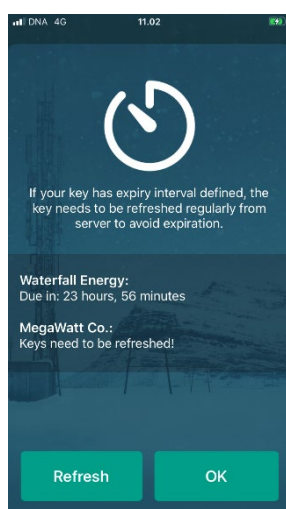 DNA 4G 11.02
If your key has expiry interval defined, the
key needs to be refreshed regularly from
server to avoid expiration.
Waterfall Energy:
Due in: 23 hours, 56 minutes
MegaWatt Co.:
Keys need to be refreshed!
Refresh OK